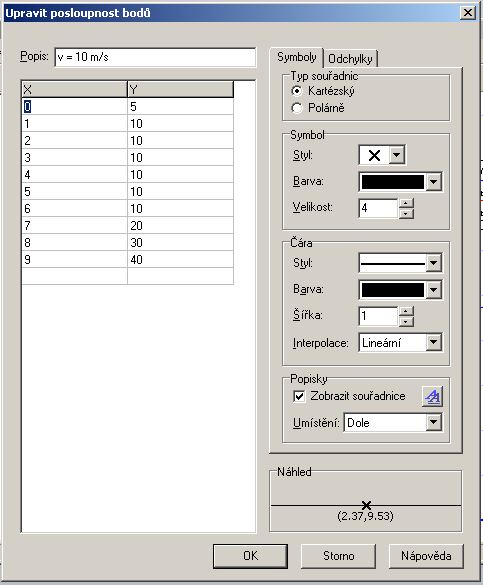 Upravit posloupnost bodů
Popis: v = 10 m/s
X Y
0 5
1 10
2 10
3 10
4 10
5 10
6 10
7 20
8 30
9 40
Symboly Odchylky
Typ souřadnic
Kartézský
Polárně
Symbol
Styl:
Barva:
Velikost: 4
Čára
Styl:
Barva:
Šířka: 1
Interpolace: Lineární
Popisky
Zobrazit souřadnice
Umístění: Dole
Náhled
(2.37,9.53)
OK Storno Nápověda